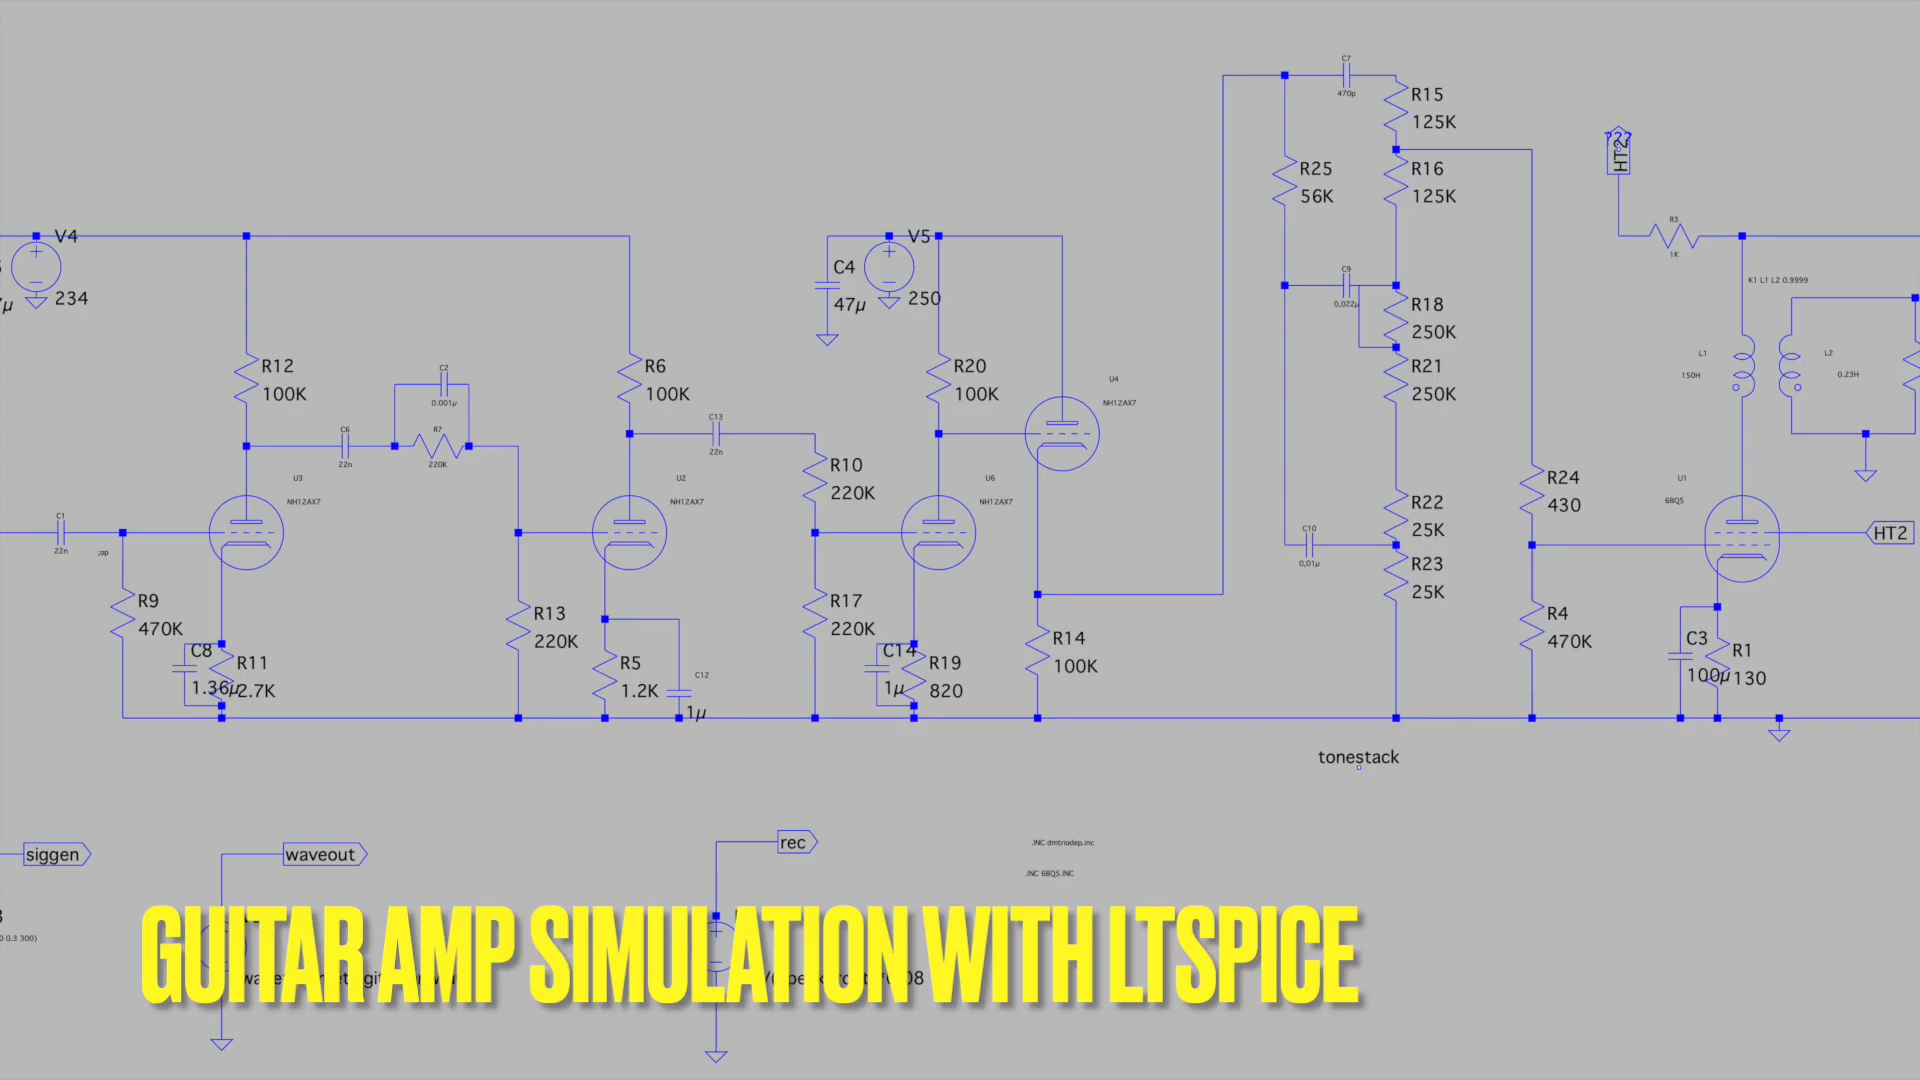 C7
470p
R15
125K
R25
56K
R16
125K
???
HT2
R3
1K
V4
234
V5
250
C4
47µ
K1 L1 L2 0.9999
C9
0,022µ
R18
250K
R12
100K
C2
0.001µ
R6
100K
R20
100K
U4
NH12AX7
R21
250K
L1
150H
L2
0.23H
C6
22n
R7
220K
C13
22n
R10
220K
U3
NH12AX7
U2
NH12AX7
U6
NH12AX7
R22
25K
R24
430
U1
6BQ5
HT2
C1
22n
C10
0,01µ
R23
25K
R9
470K
R13
220K
R17
220K
R4
470K
C8
1.36µ
R11
2.7K
R5
1.2K
C12
1µ
C14
1µ
R19
820
R14
100K
C3
100µ
R1
130
tonestack
siggen
waveout
rec
.INC dmtriodep.inc
.INC 6BQ5.INC
0 0.3 300)
GUITAR AMP SIMULATION WITH LTSPICE